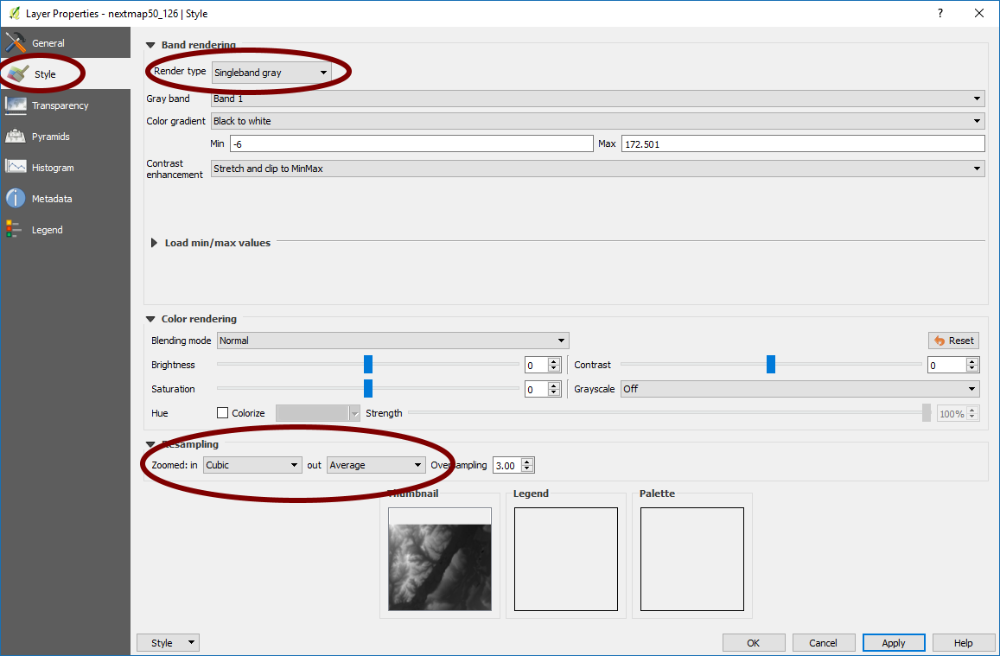 Layer Properties - nextmap50_126 | Style
?
General
Style
Transparency
Pyramids
Histogram
Metadata
Legend
Band rendering
Render type Singleband gray
Gray band Band 1
Color gradient Black to white
Min -6 Max 172.501
Contrast
enhancement Stretch and clip to MinMax
Load min/max values
Color rendering
Blending mode Normal Reset
Brightness 0 Contrast 0
Saturation 0 Grayscale Off
Hue Colorize Strength 100%
Resampling
Zoomed: in Cubic out Average Oversampling 3.00
Thumbnail Legend Palette
Style OK Cancel Apply Help